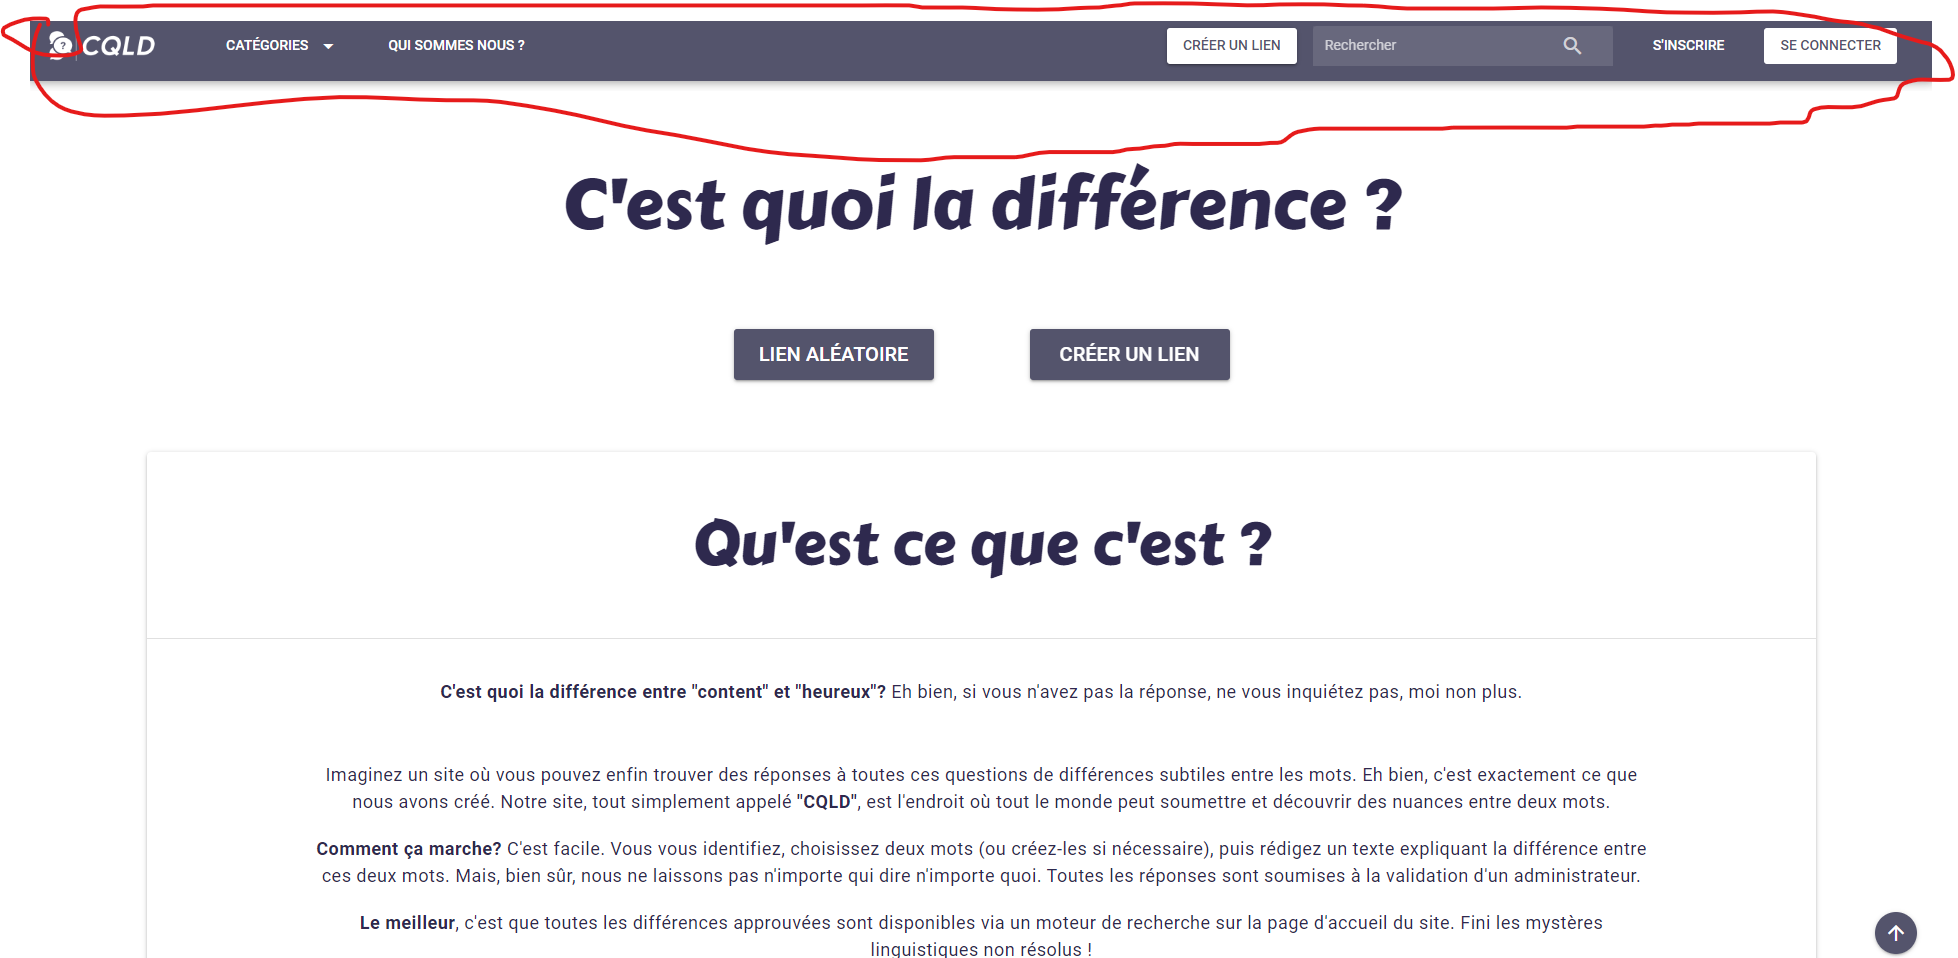 ? CQLD
CATÉGORIES
QUI SOMMES NOUS ?
CRÉER UN LIEN
Rechercher
S'INSCRIRE
SE CONNECTER
C'est quoi la différence ?
LIEN ALÉATOIRE
CRÉER UN LIEN
Qu'est ce que c'est ?
C'est quoi la différence entre "content" et "heureux"? Eh bien, si vous n'avez pas la réponse, ne vous inquiétez pas, moi non plus.
Imaginez un site où vous pouvez enfin trouver des réponses à toutes ces questions de différences subtiles entre les mots. Eh bien, c'est exactement ce que
nous avons créé. Notre site, tout simplement appelé "CQLD", est l'endroit où tout le monde peut soumettre et découvrir des nuances entre deux mots.
Comment ça marche? C'est facile. Vous vous identifiez, choisissez deux mots (ou créez-les si nécessaire), puis rédigez un texte expliquant la différence entre
ces deux mots. Mais, bien sûr, nous ne laissons pas n'importe qui dire n'importe quoi. Toutes les réponses sont soumises à la validation d'un administrateur.
Le meilleur, c'est que toutes les différences approuvées sont disponibles via un moteur de recherche sur la page d'accueil du site. Fini les mystères
linguistiques non résolus !